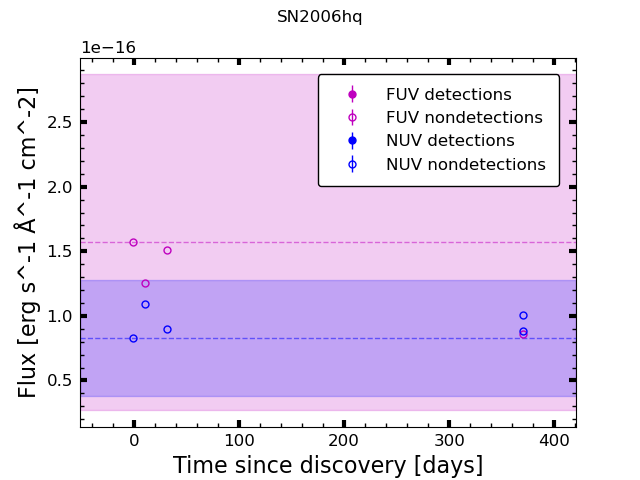 SN2006hq
1e−16
FUV detections
FUV nondetections
NUV detections
NUV nondetections
2.5
2.0
1.5
1.0
0.5
Flux [erg s^-1 Å^-1 cm^-2]
0
100
200
300
400
Time since discovery [days]